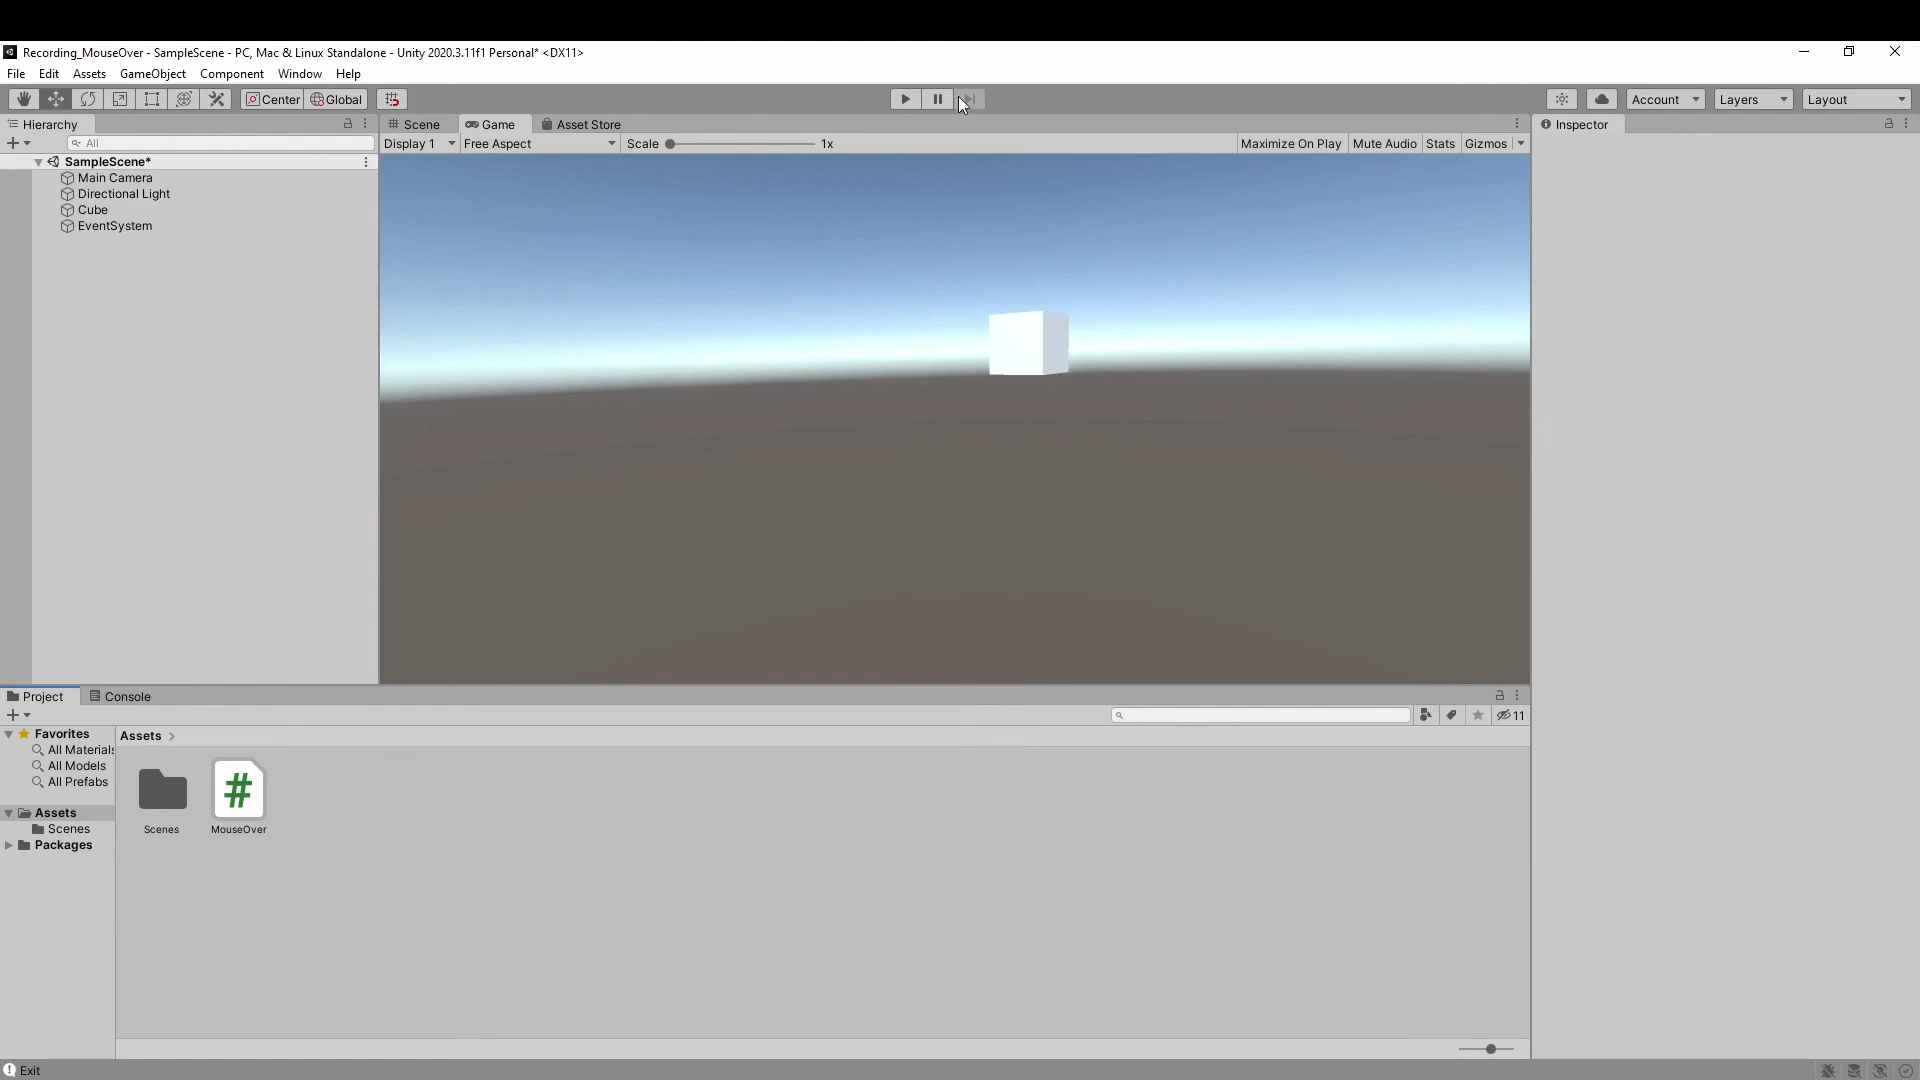 Recording_MouseOver - SampleScene - PC, Mac & Linux Standalone - Unity 2020.3.11f1 Personal* <DX11>
File Edit Assets GameObject Component Window Help
Center Global Account Layers Layout
Hierarchy Scene Game Asset Store Inspector
All Display 1 Free Aspect Scale 1x Maximize On Play Mute Audio Stats Gizmos
SampleScene*
Main Camera
Directional Light
Cube
EventSystem
Project Console
11
Favorites Assets
All Materials
All Models
All Prefabs
Assets
Scenes Scenes MouseOver
Packages
Exit